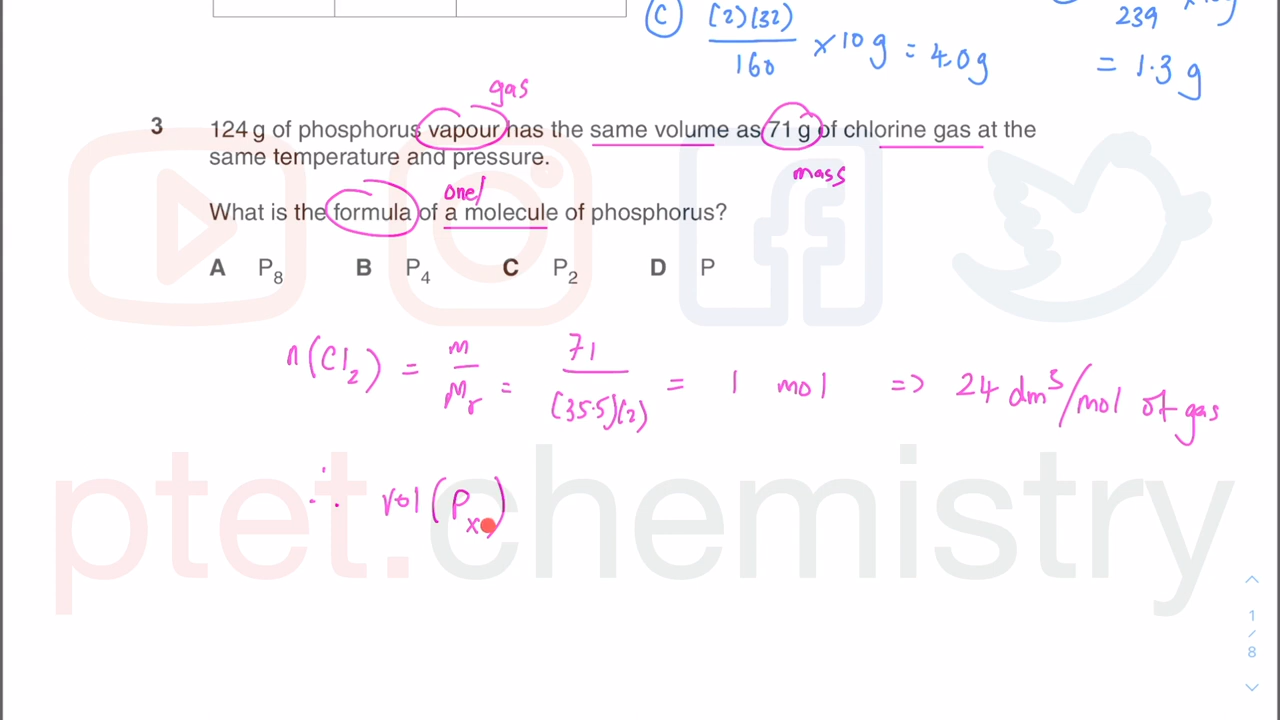 (C) (2)(32)
160
×10 g = 4.0g
239
= 1.3 g
gas
3 124 g of phosphorus vapour has the same volume as 71 g of chlorine gas at the
same temperature and pressure.
mass
one/
What is the formula of a molecule of phosphorus?
A P₈ B P₄ C P₂ D P
n(Cl₂) = m/Mr = 71/(35.5)(2) = 1 mol => 24 dm³/mol of gas
ptet.chemistry
∴ vol(Pₓ)
1
/
8